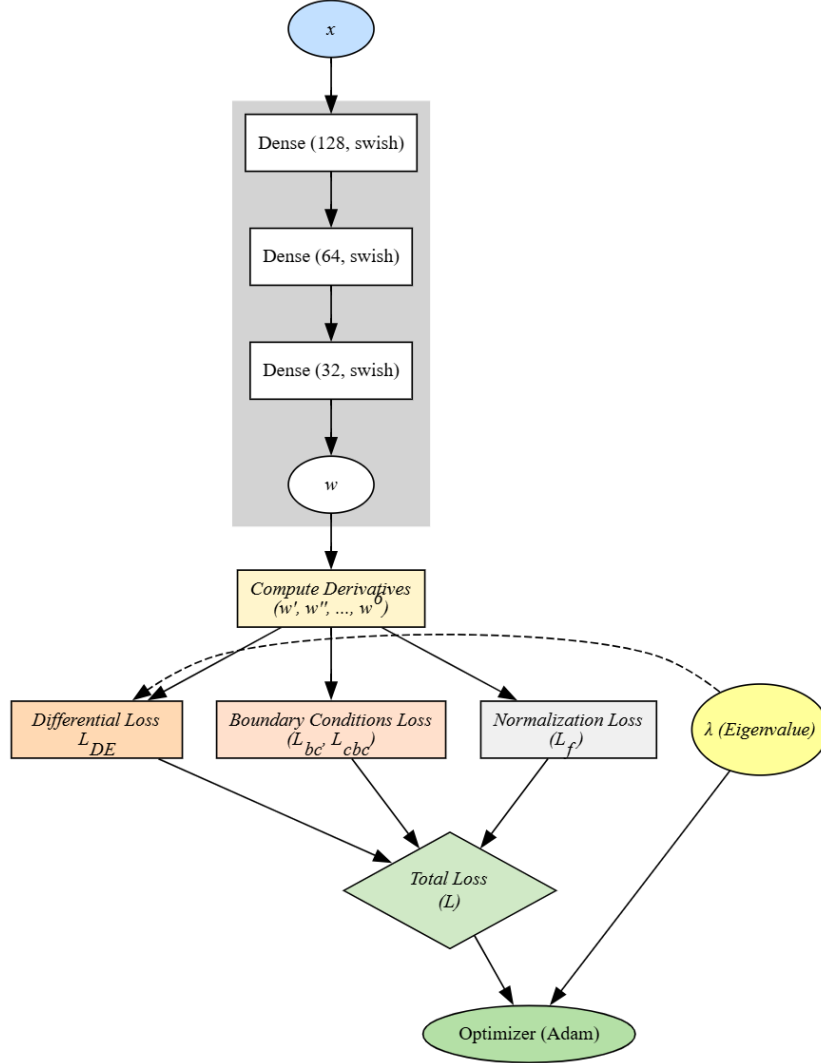 x
Dense (128, swish)
Dense (64, swish)
Dense (32, swish)
w
Compute Derivatives
(w', w'', ..., w⁶)
Differential Loss
L_DE
Boundary Conditions Loss
(L_bc, L_cbc)
Normalization Loss
(L_f)
λ (Eigenvalue)
Total Loss
(L)
Optimizer (Adam)